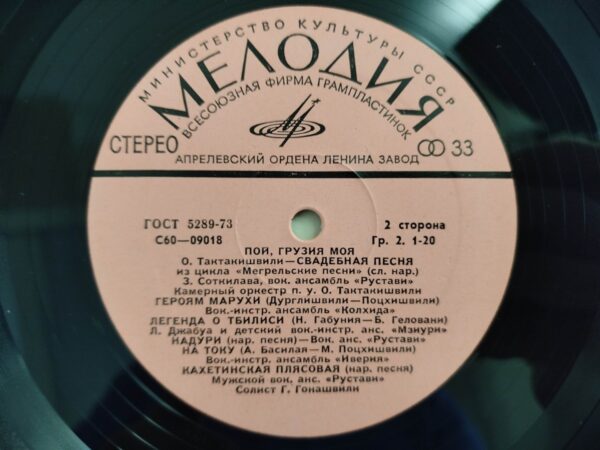 МИНИСТЕРСТВО КУЛЬТУРЫ СССР
МЕЛОДИЯ
ВСЕСОЮЗНАЯ ФИРМА ГРАМПЛАСТИНОК
СТЕРЕО
33
АПРЕЛЕВСКИЙ ОРДЕНА ЛЕНИНА ЗАВОД
ГОСТ 5289-73
2 сторона
С60—09018
Гр. 2. 1-20
ПОЙ, ГРУЗИЯ МОЯ
О. Тактакишвили—СВАДЕБНАЯ ПЕСНЯ
из цикла «Мегрельские песни» (сл. нар.)
З. Соткилава, вок. ансамбль «Рустави»
Камерный оркестр п. у. О. Тактакишвили
ГЕРОЯМ МАРУХИ (Дурглишвили—Поцхишвили)
Вок.-инстр. ансамбль «Колхида»
ЛЕГЕНДА О ТБИЛИСИ (Н. Габуния—Б. Геловани)
Л. Джабуа и детский вок.-инстр. анс. «Мзиури»
КАДУРИ (нар. песня)—Вок. анс. «Рустави»
НА ТОКУ (А. Басилая—М. Поцхишвили)
Вок.-инстр. ансамбль «Иверия»
КАХЕТИНСКАЯ ПЛЯСОВАЯ (нар. песня)
Мужской вок. анс. «Рустави»
Солист Г. Гонашвили